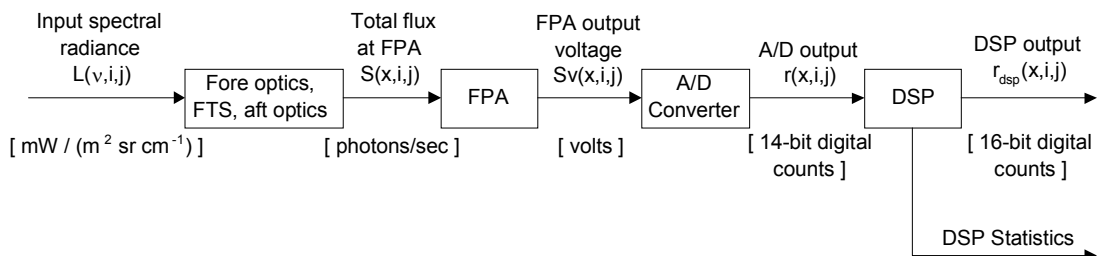 Input spectral
radiance
L(ν,i,j)
[ mW / (m² sr cm⁻¹) ]
Fore optics,
FTS, aft optics
Total flux
at FPA
S(x,i,j)
[ photons/sec ]
FPA
FPA output
voltage
Sv(x,i,j)
[ volts ]
A/D
Converter
A/D output
r(x,i,j)
[ 14-bit digital
counts ]
DSP
DSP output
r_dsp(x,i,j)
[ 16-bit digital
counts ]
DSP Statistics